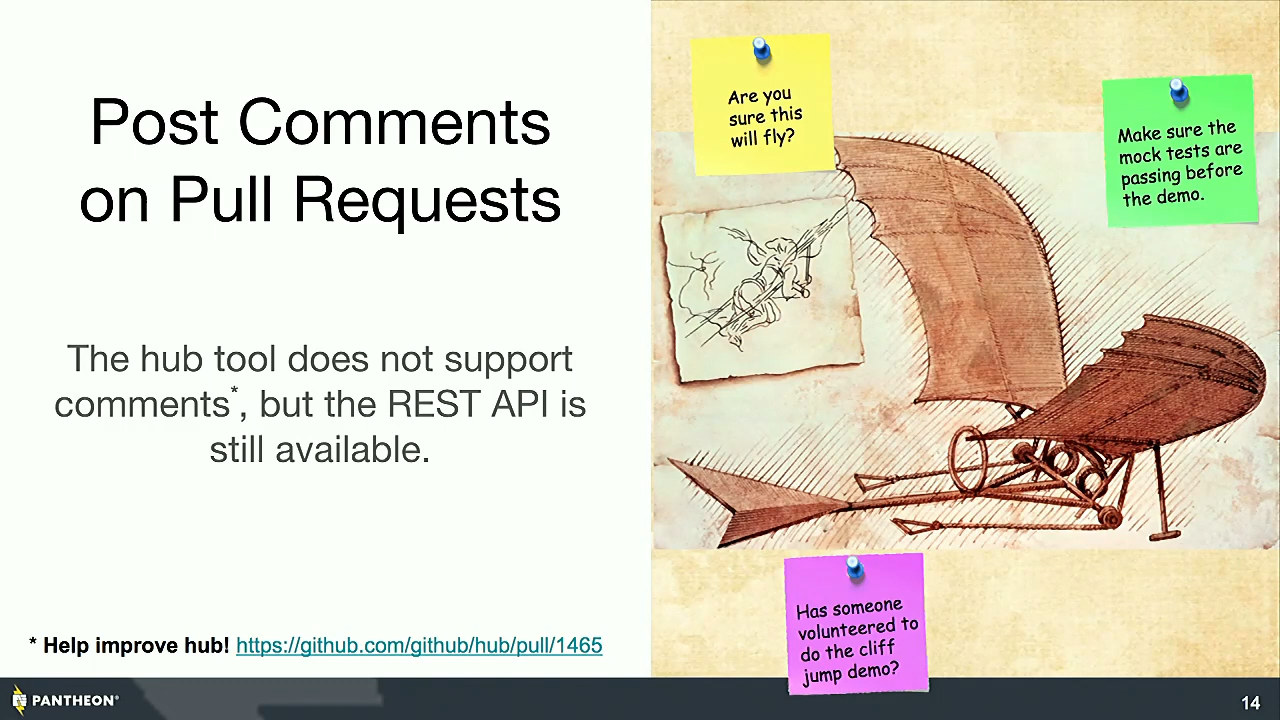 Post Comments
on Pull Requests
The hub tool does not support
comments*, but the REST API is
still available.
* Help improve hub! https://github.com/github/hub/pull/1465
Are you
sure this
will fly?
Make sure the
mock tests are
passing before
the demo.
Has someone
volunteered to
do the cliff
jump demo?
PANTHEON®
14